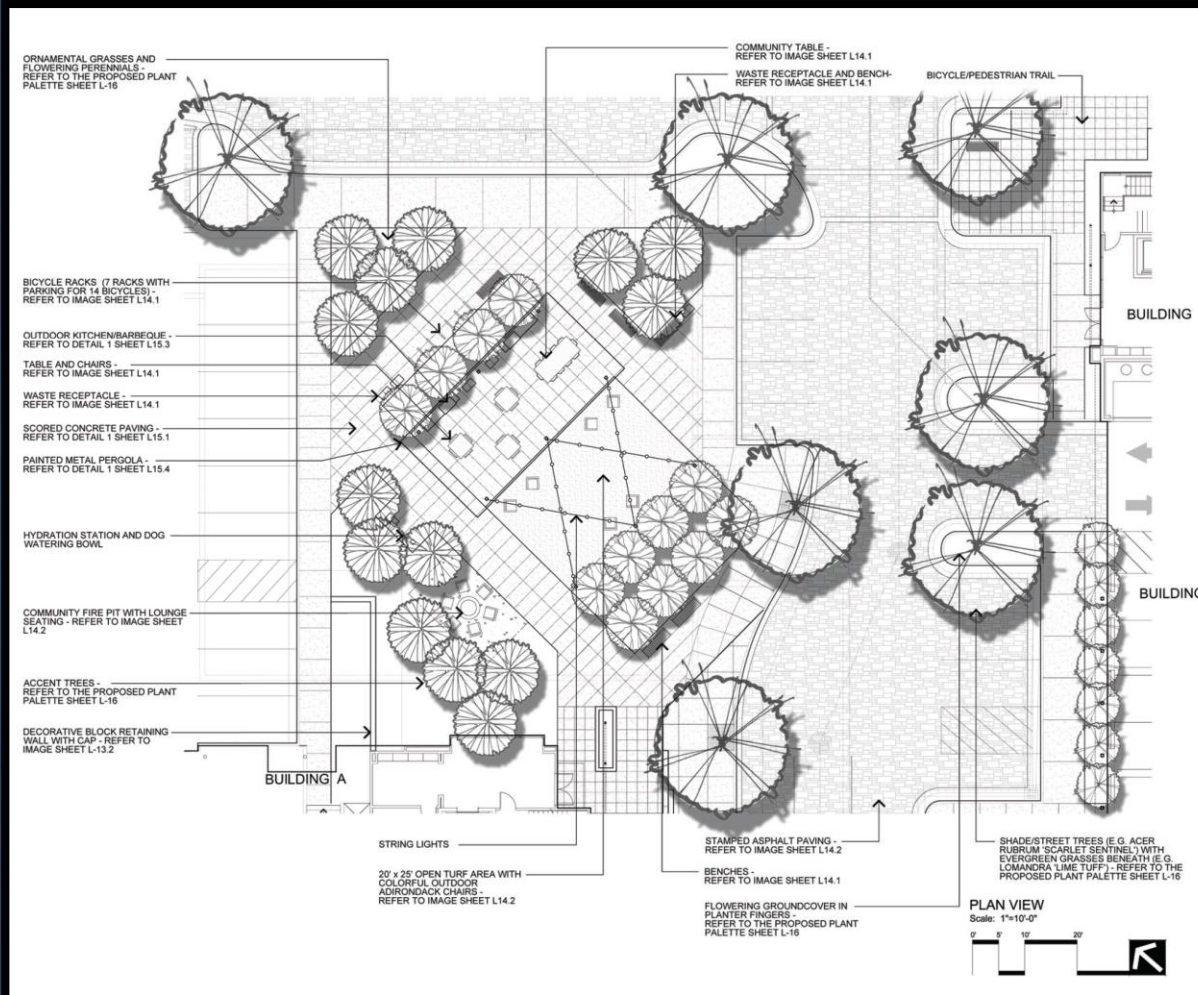 ORNAMENTAL GRASSES AND
FLOWERING PERENNIALS -
REFER TO THE PROPOSED PLANT
PALETTE SHEET L-16
COMMUNITY TABLE -
REFER TO IMAGE SHEET L14.1
WASTE RECEPTACLE AND BENCH-
REFER TO IMAGE SHEET L14.1
BICYCLE/PEDESTRIAN TRAIL
BICYCLE RACKS (7 RACKS WITH
PARKING FOR 14 BICYCLES) -
REFER TO IMAGE SHEET L14.1
OUTDOOR KITCHEN/BARBEQUE -
REFER TO DETAIL 1 SHEET L15.3
TABLE AND CHAIRS -
REFER TO IMAGE SHEET L14.1
WASTE RECEPTACLE -
REFER TO IMAGE SHEET L14.1
SCORED CONCRETE PAVING -
REFER TO DETAIL 1 SHEET L15.1
PAINTED METAL PERGOLA -
REFER TO DETAIL 1 SHEET L15.4
HYDRATION STATION AND DOG
WATERING BOWL
COMMUNITY FIRE PIT WITH LOUNGE
SEATING - REFER TO IMAGE SHEET
L14.2
ACCENT TREES -
REFER TO THE PROPOSED PLANT
PALETTE SHEET L-16
DECORATIVE BLOCK RETAINING
WALL WITH CAP - REFER TO
IMAGE SHEET L-13.2
BUILDING A
BUILDING
BUILDING
STRING LIGHTS
20' x 25' OPEN TURF AREA WITH
COLORFUL OUTDOOR
ADIRONDACK CHAIRS -
REFER TO IMAGE SHEET L14.2
STAMPED ASPHALT PAVING -
REFER TO IMAGE SHEET L14.2
BENCHES -
REFER TO IMAGE SHEET L14.1
FLOWERING GROUNDCOVER IN
PLANTER FINGERS -
REFER TO THE PROPOSED PLANT
PALETTE SHEET L-16
SHADE/STREET TREES (E.G. ACER
RUBRUM 'SCARLET SENTINEL') WITH
EVERGREEN GRASSES BENEATH (E.G.
LOMANDRA 'LIME TUFF') - REFER TO THE
PROPOSED PLANT PALETTE SHEET L-16
PLAN VIEW
Scale: 1"=10'-0"
0' 5' 10' 20'